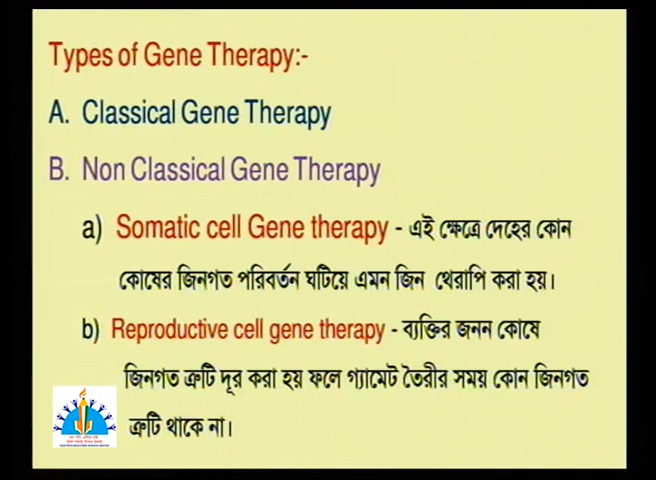 Types of Gene Therapy:-
A. Classical Gene Therapy
B. Non Classical Gene Therapy
a) Somatic cell Gene therapy - এই ক্ষেত্রে দেহের কোন
কোষের জিনগত পরিবর্তন ঘটিয়ে এমন জিন থেরাপি করা হয়।
b) Reproductive cell gene therapy - ব্যক্তির জনন কোষে
জিনগত ত্রুটি দূর করা হয় ফলে গ্যামেট তৈরীর সময় কোন জিনগত
ত্রুটি থাকে না।